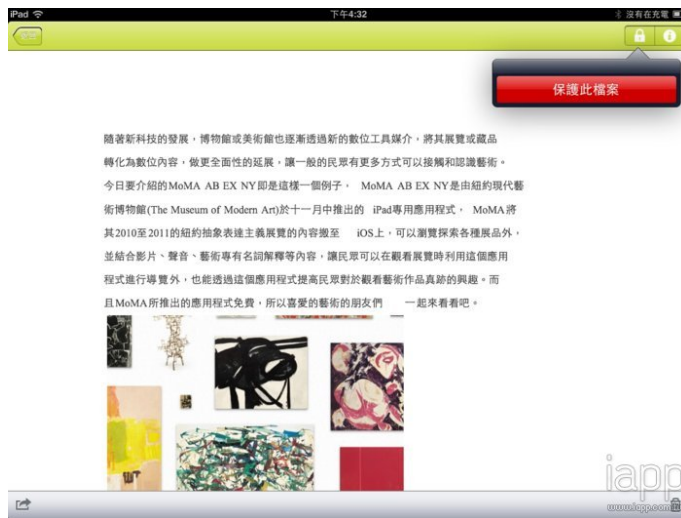 iPad 下午4:32 沒有在充電
保護此檔案
隨著新科技的發展，博物館或美術館也逐漸透過新的數位工具媒介，將其展覽或藏品
轉化為數位內容，做更全面性的延展，讓一般的民眾有更多方式可以接觸和認識藝術。
今日要介紹的MoMA AB EX NY即是這樣一個例子， MoMA AB EX NY是由紐約現代藝
術博物館(The Museum of Modern Art)於十一月中推出的 iPad專用應用程式， MoMA將
其2010至2011的紐約抽象表達主義展覽的內容搬至 iOS上，可以瀏覽探索各種展品外，
並結合影片、聲音、藝術專有名詞解釋等內容，讓民眾可以在觀看展覽時利用這個應用
程式進行導覽外，也能透過這個應用程式提高民眾對於觀看藝術作品真跡的興趣。而
且MoMA所推出的應用程式免費，所以喜愛的藝術的朋友們 一起來看看吧。
iapp